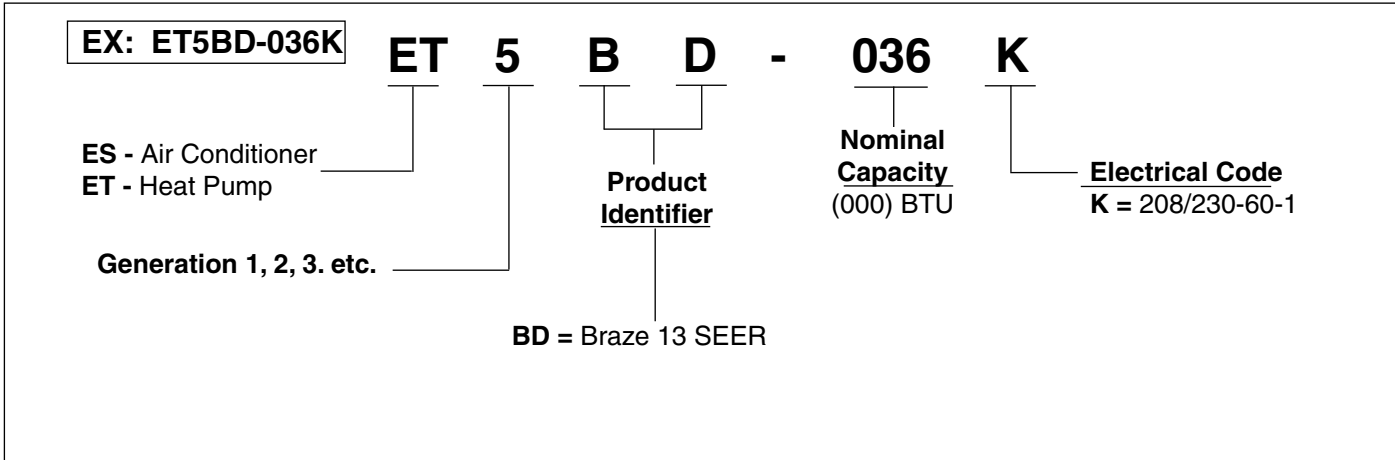 EX: ET5BD-036K
ET 5 B D - 036 K
ES - Air Conditioner
ET - Heat Pump
Generation 1, 2, 3. etc.
Product
Identifier
BD = Braze 13 SEER
Nominal
Capacity
(000) BTU
Electrical Code
K = 208/230-60-1